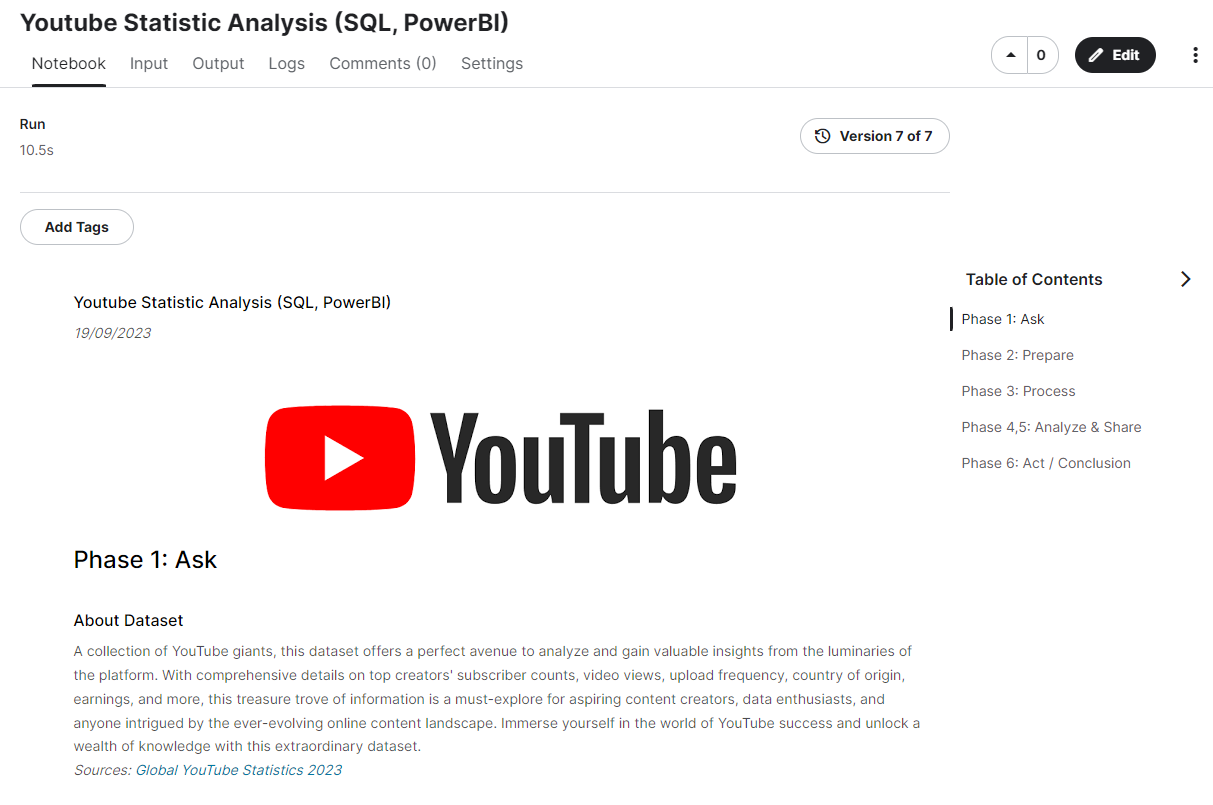 Youtube Statistic Analysis (SQL, PowerBI)
Notebook Input Output Logs Comments (0) Settings
0
Edit
Run
10.5s
Version 7 of 7
Add Tags
Youtube Statistic Analysis (SQL, PowerBI)
19/09/2023
YouTube
Phase 1: Ask
About Dataset
A collection of YouTube giants, this dataset offers a perfect avenue to analyze and gain valuable insights from the luminaries of
the platform. With comprehensive details on top creators' subscriber counts, video views, upload frequency, country of origin,
earnings, and more, this treasure trove of information is a must-explore for aspiring content creators, data enthusiasts, and
anyone intrigued by the ever-evolving online content landscape. Immerse yourself in the world of YouTube success and unlock a
wealth of knowledge with this extraordinary dataset.
Sources: Global YouTube Statistics 2023
Table of Contents
Phase 1: Ask
Phase 2: Prepare
Phase 3: Process
Phase 4,5: Analyze & Share
Phase 6: Act / Conclusion